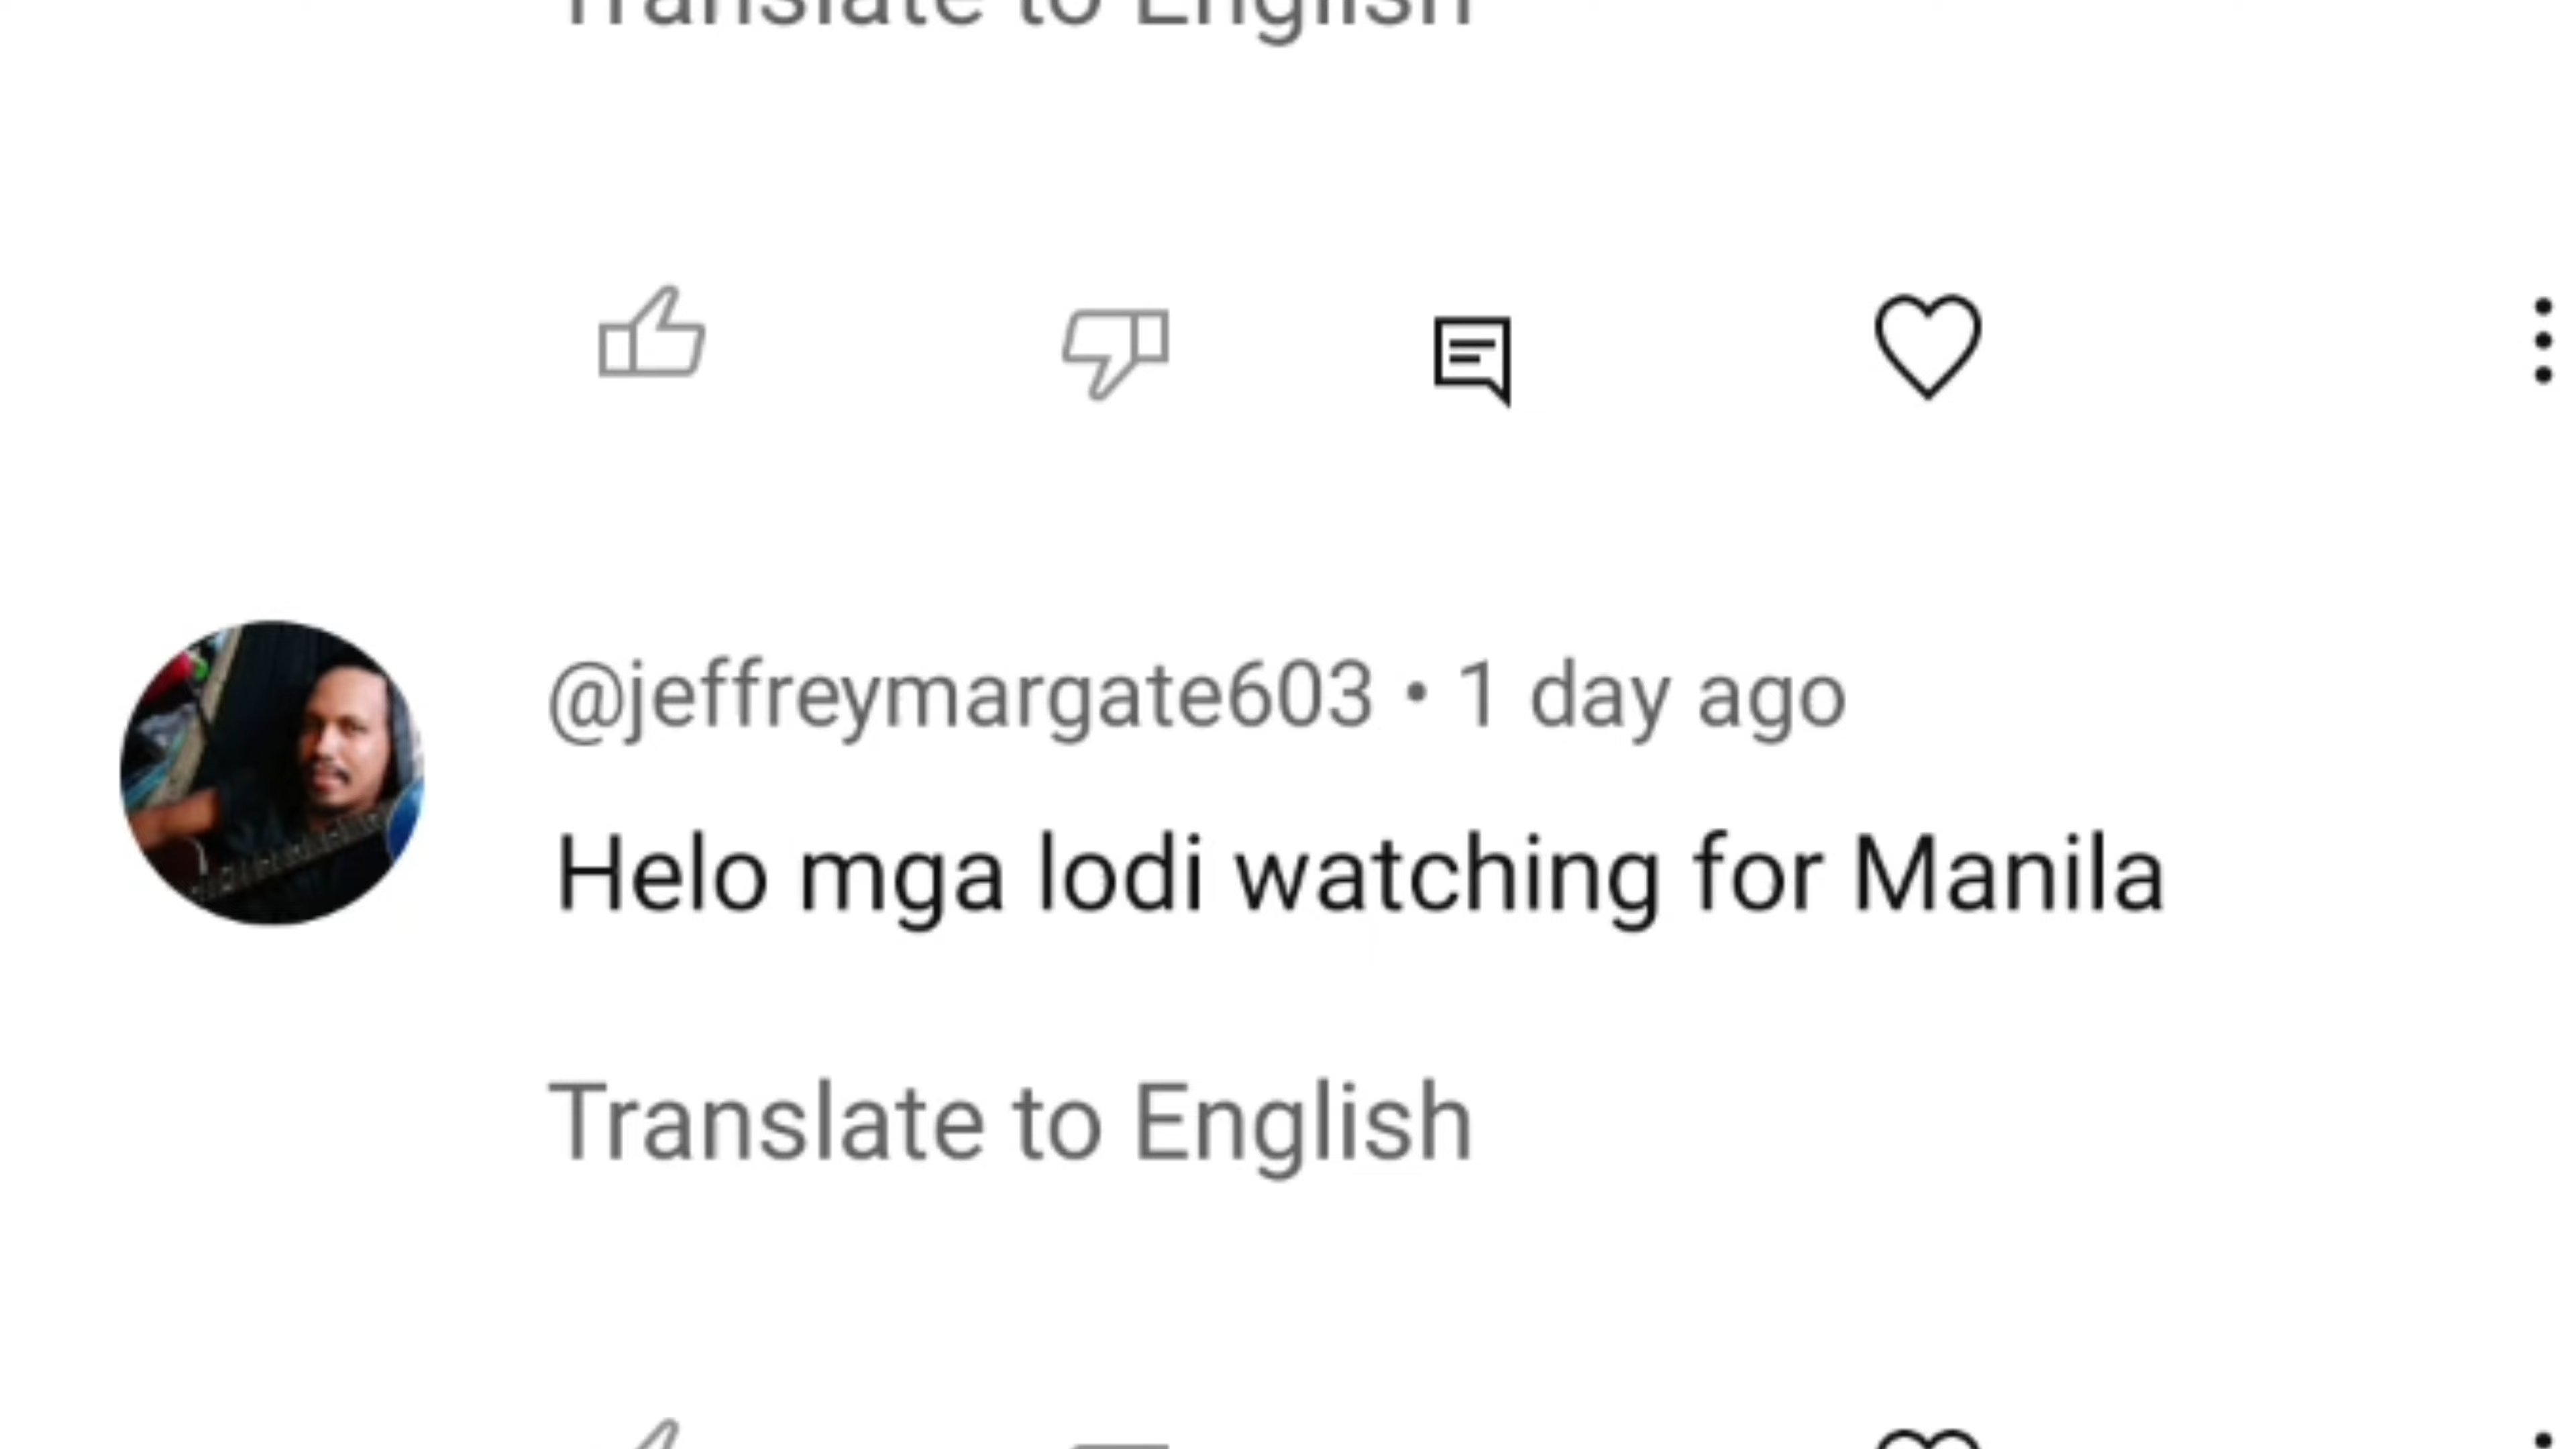 Translate to English
@jeffreymargate603 • 1 day ago
Helo mga lodi watching for Manila
Translate to English